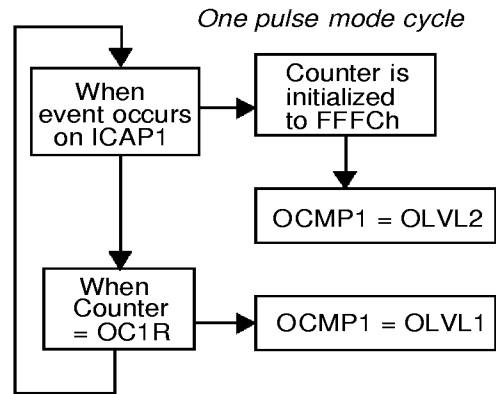 One pulse mode cycle
When
event occurs
on ICAP1
Counter is
initialized
to FFFCh
OCMP1 = OLVL2
When
Counter
= OC1R
OCMP1 = OLVL1